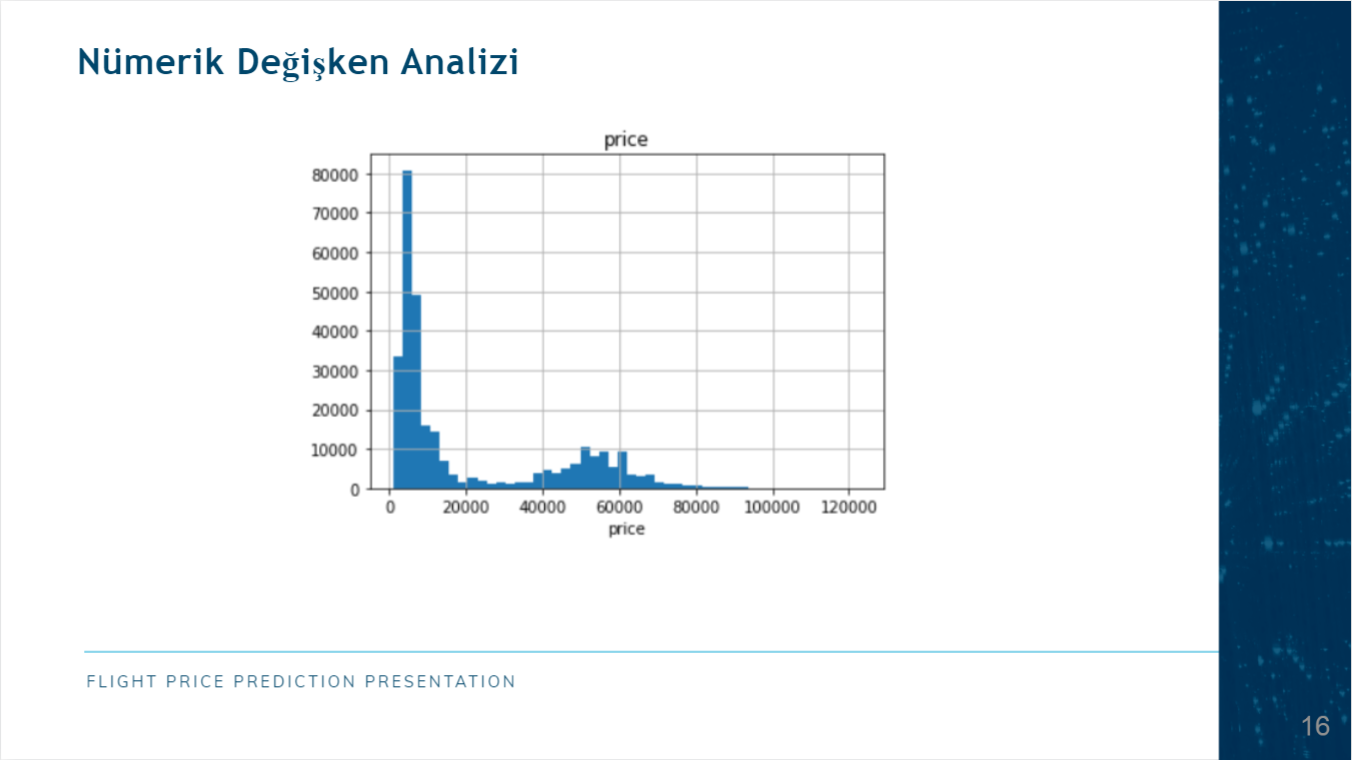 Nümerik Değişken Analizi
price
80000
70000
60000
50000
40000
30000
20000
10000
0
0 20000 40000 60000 80000 100000 120000
price
FLIGHT PRICE PREDICTION PRESENTATION
16